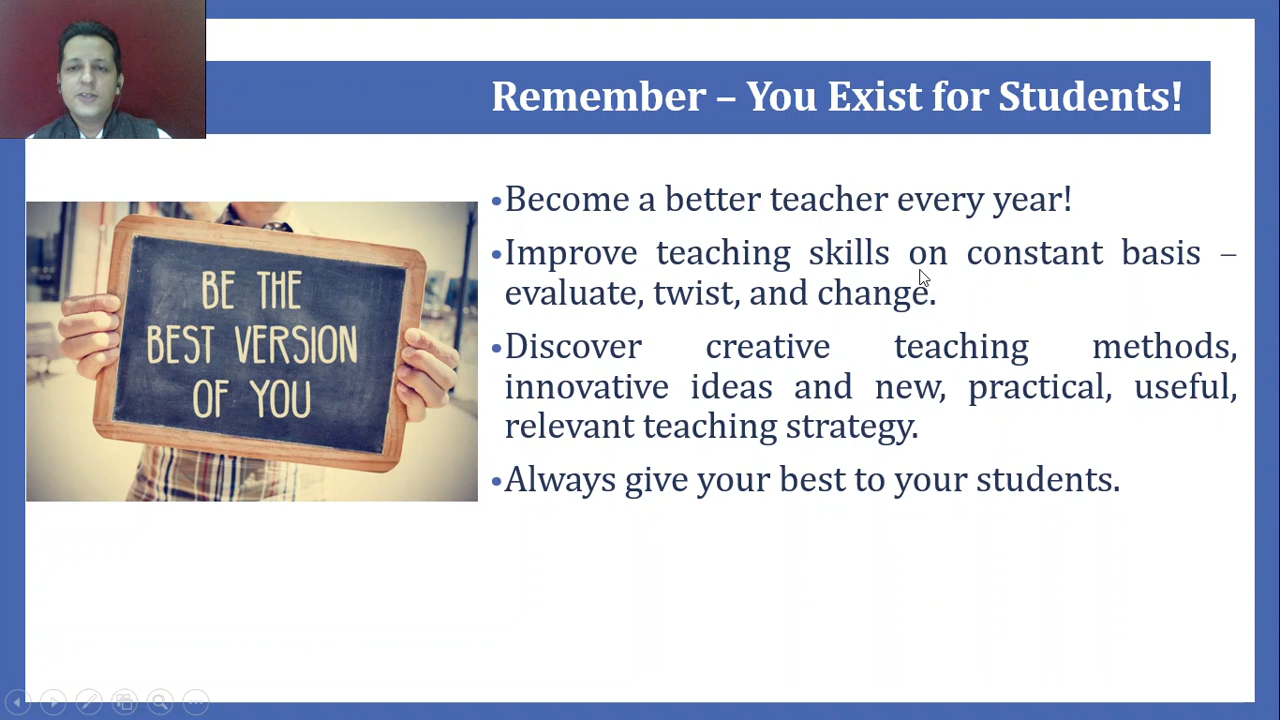 Remember – You Exist for Students!
BE THE
BEST VERSION
OF YOU
•Become a better teacher every year!
•Improve teaching skills on constant basis –
evaluate, twist, and change.
•Discover creative teaching methods,
innovative ideas and new, practical, useful,
relevant teaching strategy.
•Always give your best to your students.